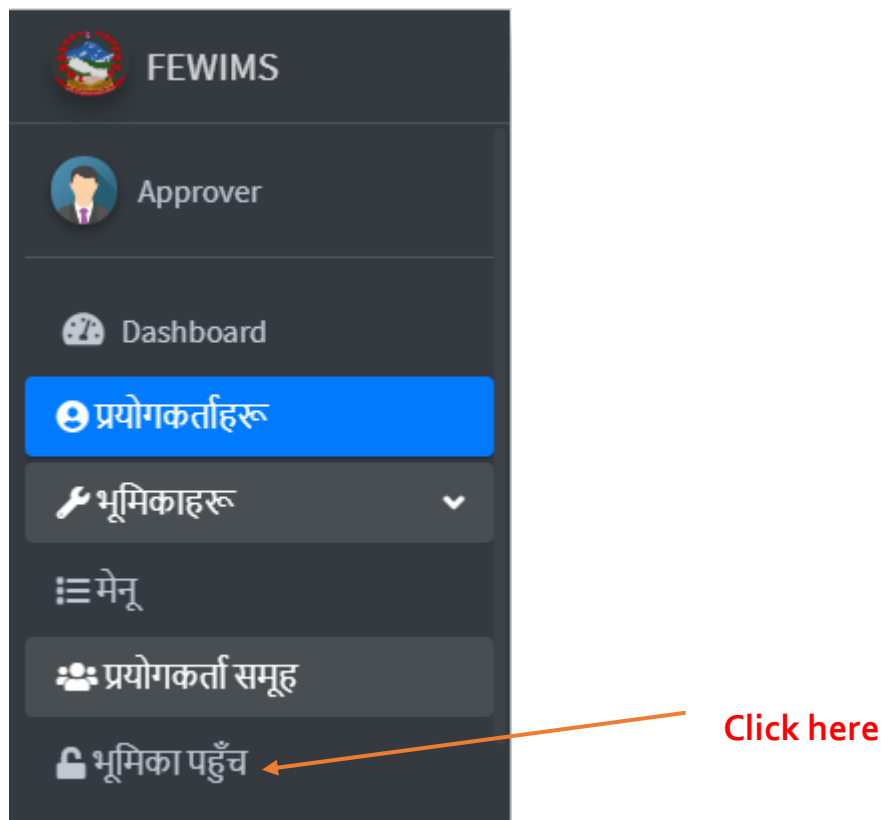 FEWIMS
Approver
Dashboard
प्रयोगकर्ताहरू
भूमिकाहरू
मेनू
प्रयोगकर्ता समूह
भूमिका पहुँच
Click here